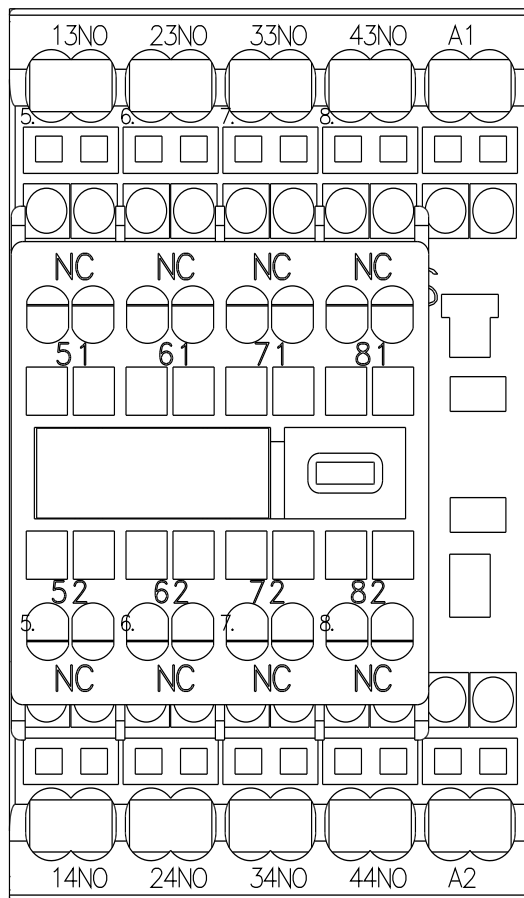 13NO 23NO 33NO 43NO A1
5. 6. 7. 8.
NC NC NC NC
51 61 71 81
52 62 72 82
5. 6. 7. 8.
NC NC NC NC
14NO 24NO 34NO 44NO A2